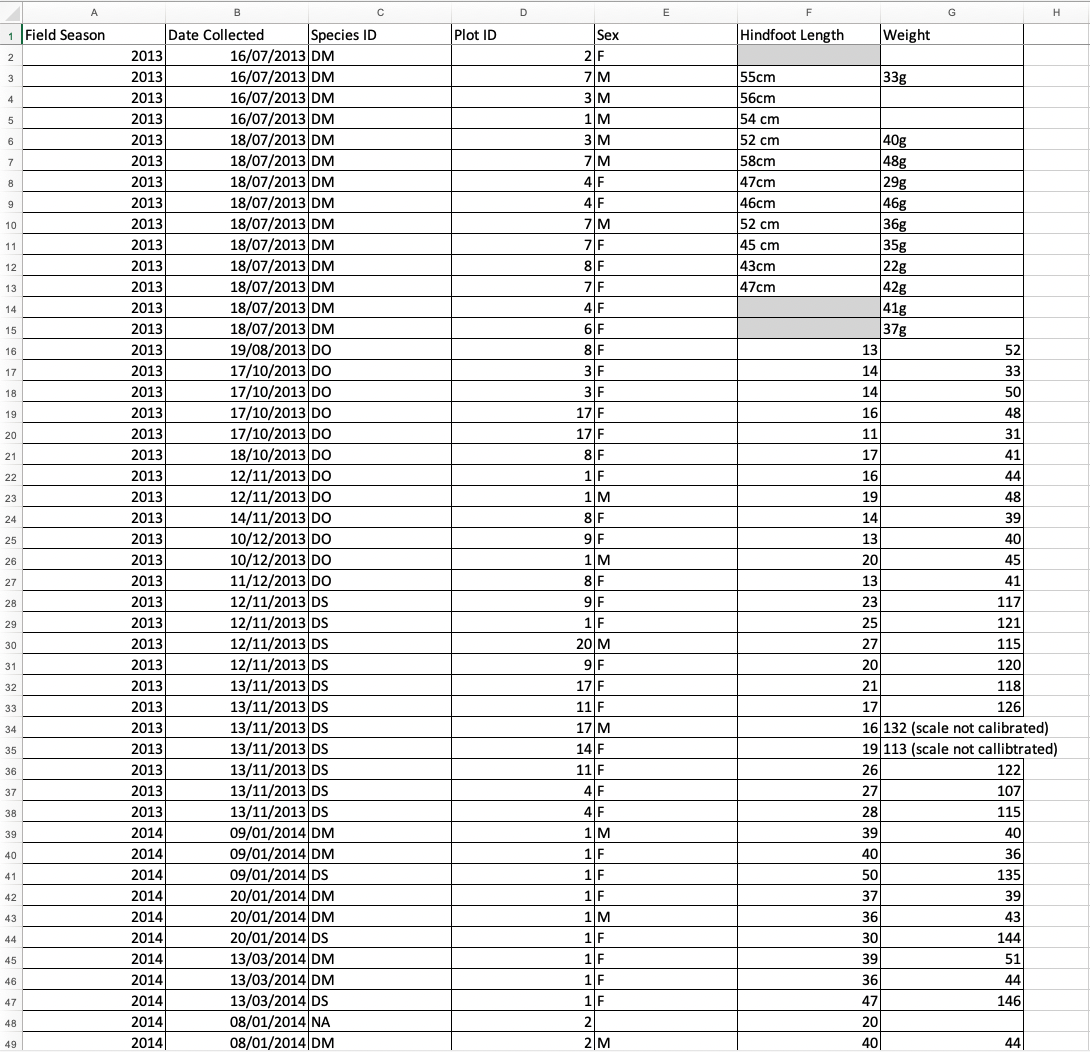 A B C D E F G H
1 Field Season Date Collected Species ID Plot ID Sex Hindfoot Length Weight
2 2013 16/07/2013 DM 2 F
3 2013 16/07/2013 DM 7 M 55cm 33g
4 2013 16/07/2013 DM 3 M 56cm
5 2013 16/07/2013 DM 1 M 54 cm
6 2013 18/07/2013 DM 3 M 52 cm 40g
7 2013 18/07/2013 DM 7 M 58cm 48g
8 2013 18/07/2013 DM 4 F 47cm 29g
9 2013 18/07/2013 DM 4 F 46cm 46g
10 2013 18/07/2013 DM 7 M 52 cm 36g
11 2013 18/07/2013 DM 7 F 45 cm 35g
12 2013 18/07/2013 DM 8 F 43cm 22g
13 2013 18/07/2013 DM 7 F 47cm 42g
14 2013 18/07/2013 DM 4 F 41g
15 2013 18/07/2013 DM 6 F 37g
16 2013 19/08/2013 DO 8 F 13 52
17 2013 17/10/2013 DO 3 F 14 33
18 2013 17/10/2013 DO 3 F 14 50
19 2013 17/10/2013 DO 17 F 16 48
20 2013 17/10/2013 DO 17 F 11 31
21 2013 18/10/2013 DO 8 F 17 41
22 2013 12/11/2013 DO 1 F 16 44
23 2013 12/11/2013 DO 1 M 19 48
24 2013 14/11/2013 DO 8 F 14 39
25 2013 10/12/2013 DO 9 F 13 40
26 2013 10/12/2013 DO 1 M 20 45
27 2013 11/12/2013 DO 8 F 13 41
28 2013 12/11/2013 DS 9 F 23 117
29 2013 12/11/2013 DS 1 F 25 121
30 2013 12/11/2013 DS 20 M 27 115
31 2013 12/11/2013 DS 9 F 20 120
32 2013 13/11/2013 DS 17 F 21 118
33 2013 13/11/2013 DS 11 F 17 126
34 2013 13/11/2013 DS 17 M 16 132 (scale not calibrated)
35 2013 13/11/2013 DS 14 F 19 113 (scale not callibtrated)
36 2013 13/11/2013 DS 11 F 26 122
37 2013 13/11/2013 DS 4 F 27 107
38 2013 13/11/2013 DS 4 F 28 115
39 2014 09/01/2014 DM 1 M 39 40
40 2014 09/01/2014 DM 1 F 40 36
41 2014 09/01/2014 DS 1 F 50 135
42 2014 20/01/2014 DM 1 F 37 39
43 2014 20/01/2014 DM 1 M 36 43
44 2014 20/01/2014 DS 1 F 30 144
45 2014 13/03/2014 DM 1 F 39 51
46 2014 13/03/2014 DM 1 F 36 44
47 2014 13/03/2014 DS 1 F 47 146
48 2014 08/01/2014 NA 2 20
49 2014 08/01/2014 DM 2 M 40 44